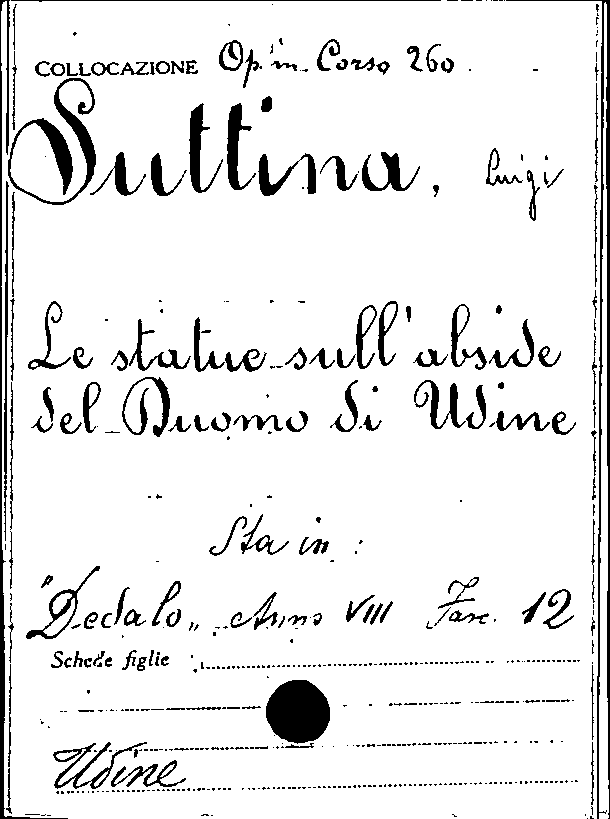 COLLOCAZIONE Op. in Corso 260
Suttina, Luigi
Le statue sull'abside
del Duomo di Udine
Sta in :
"Dedalo„ Anno VIII Fasc. 12
Schede figlie
Udine